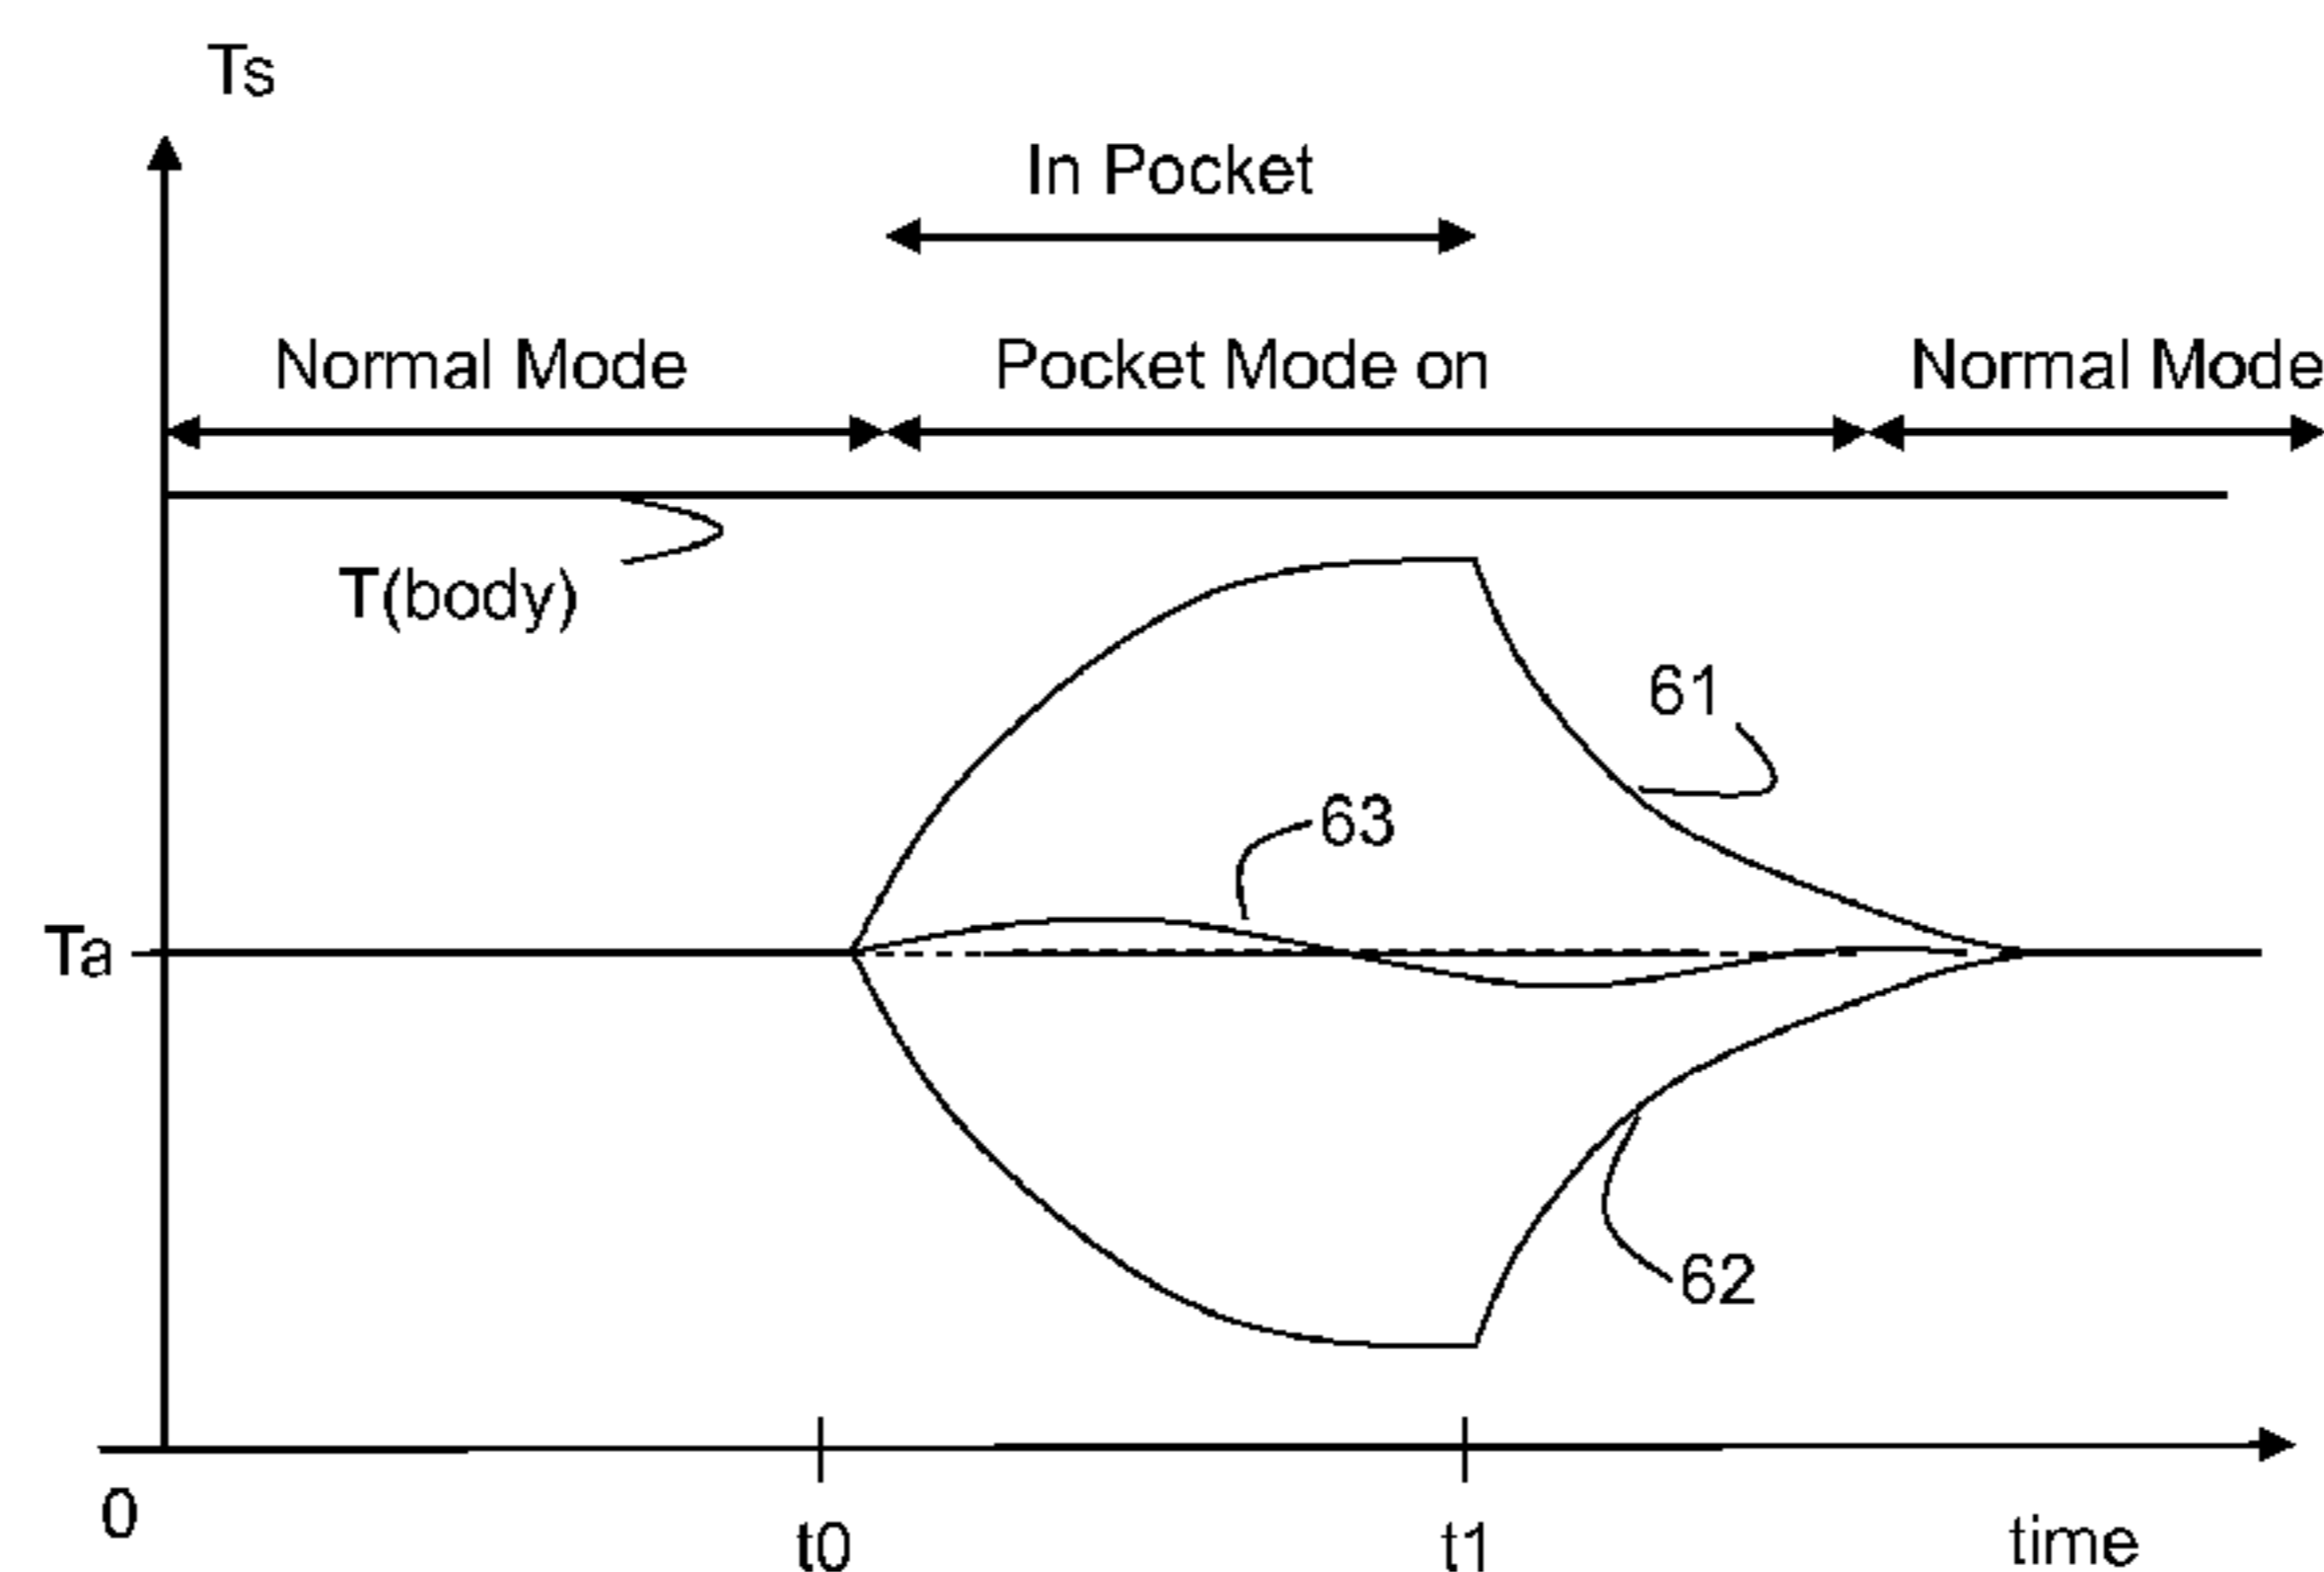 Ts
In Pocket
Normal Mode
Pocket Mode on
Normal Mode
T(body)
61
63
Ta
62
0
t0
t1
time